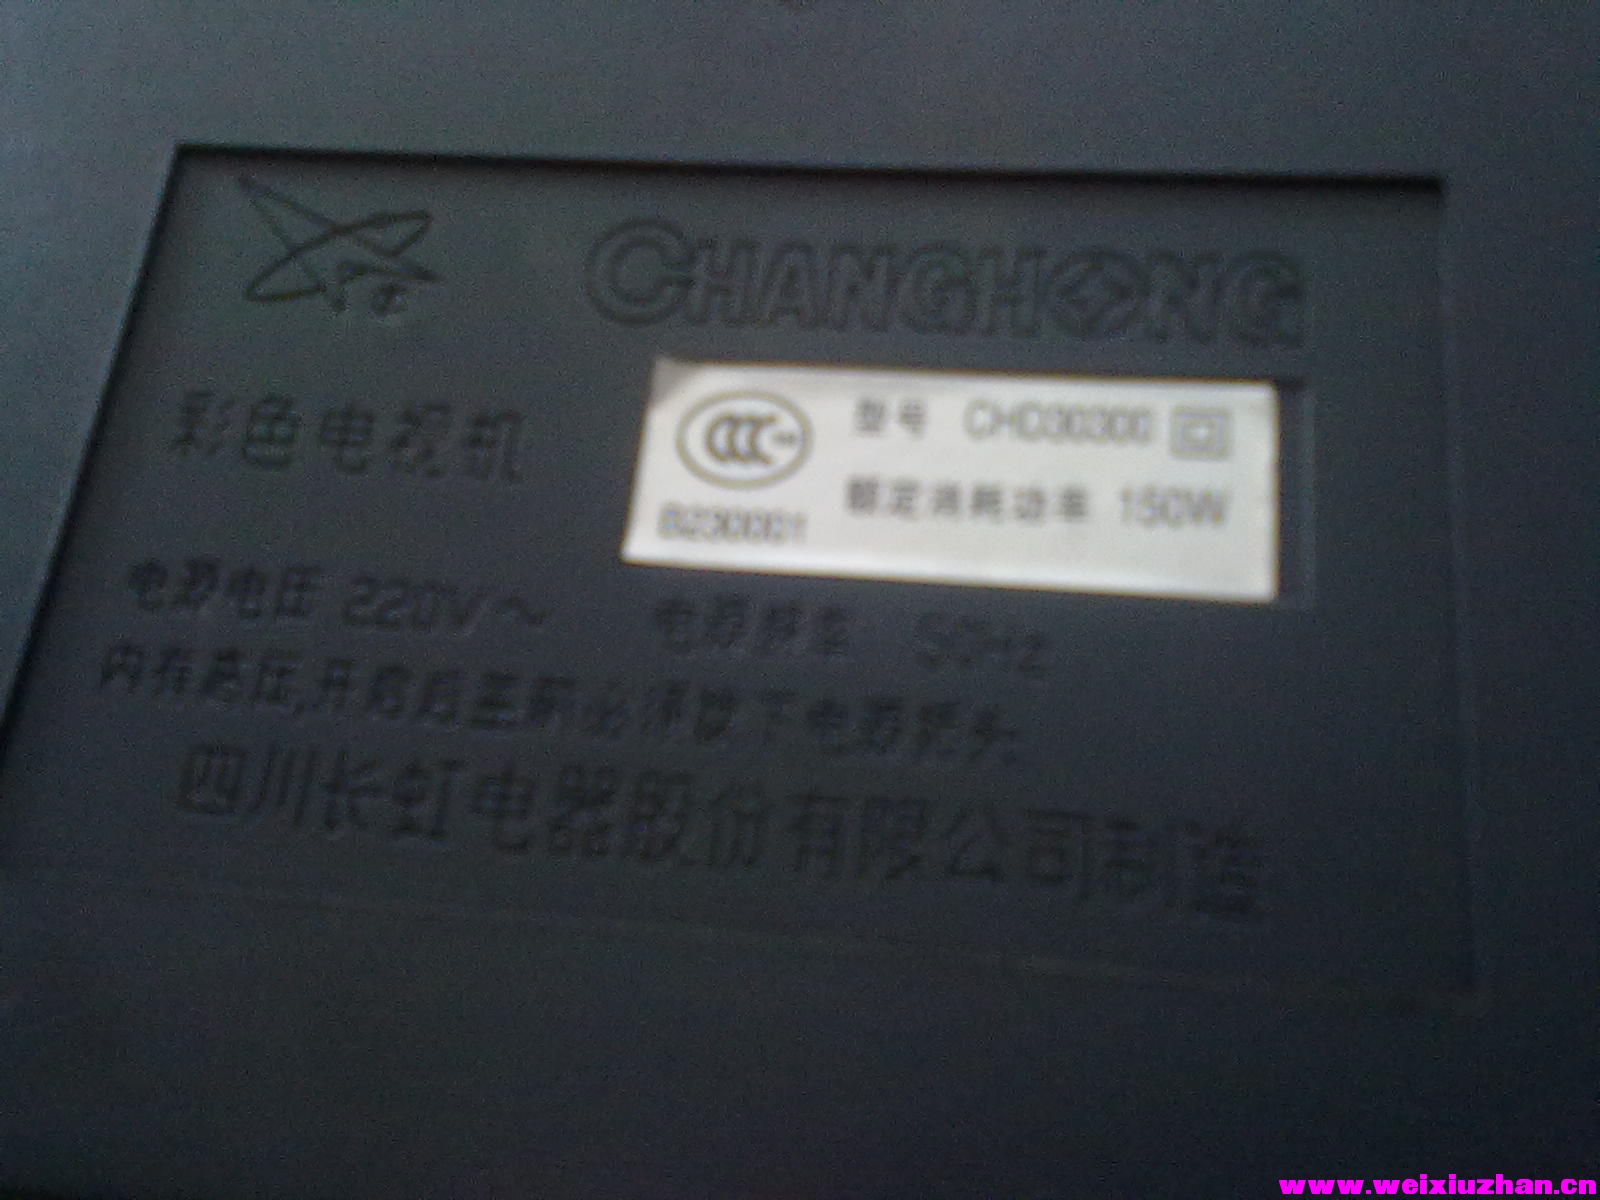 CHANGHONG
彩色电视机
CCC
型号 CHD30300
B230001
额定消耗功率 150W
电源电压 220V～ 电源频率 50Hz
内存高压,开启后盖前必须拔下电源插头
四川长虹电器股份有限公司制造
www.weixiuzhan.cn